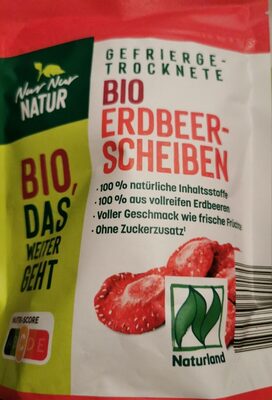 Nur Nur
NATUR
GEFRIERGE-
TROCKNETE
BIO
ERDBEER-
SCHEIBEN
· 100 % natürliche Inhaltsstoffe
· 100 % aus vollreifen Erdbeeren
· Voller Geschmack wie frische Früchte
· Ohne Zuckerzusatz¹
BIO,
DAS
WEITER
GEHT
NUTRI-SCORE
C D E
Naturland